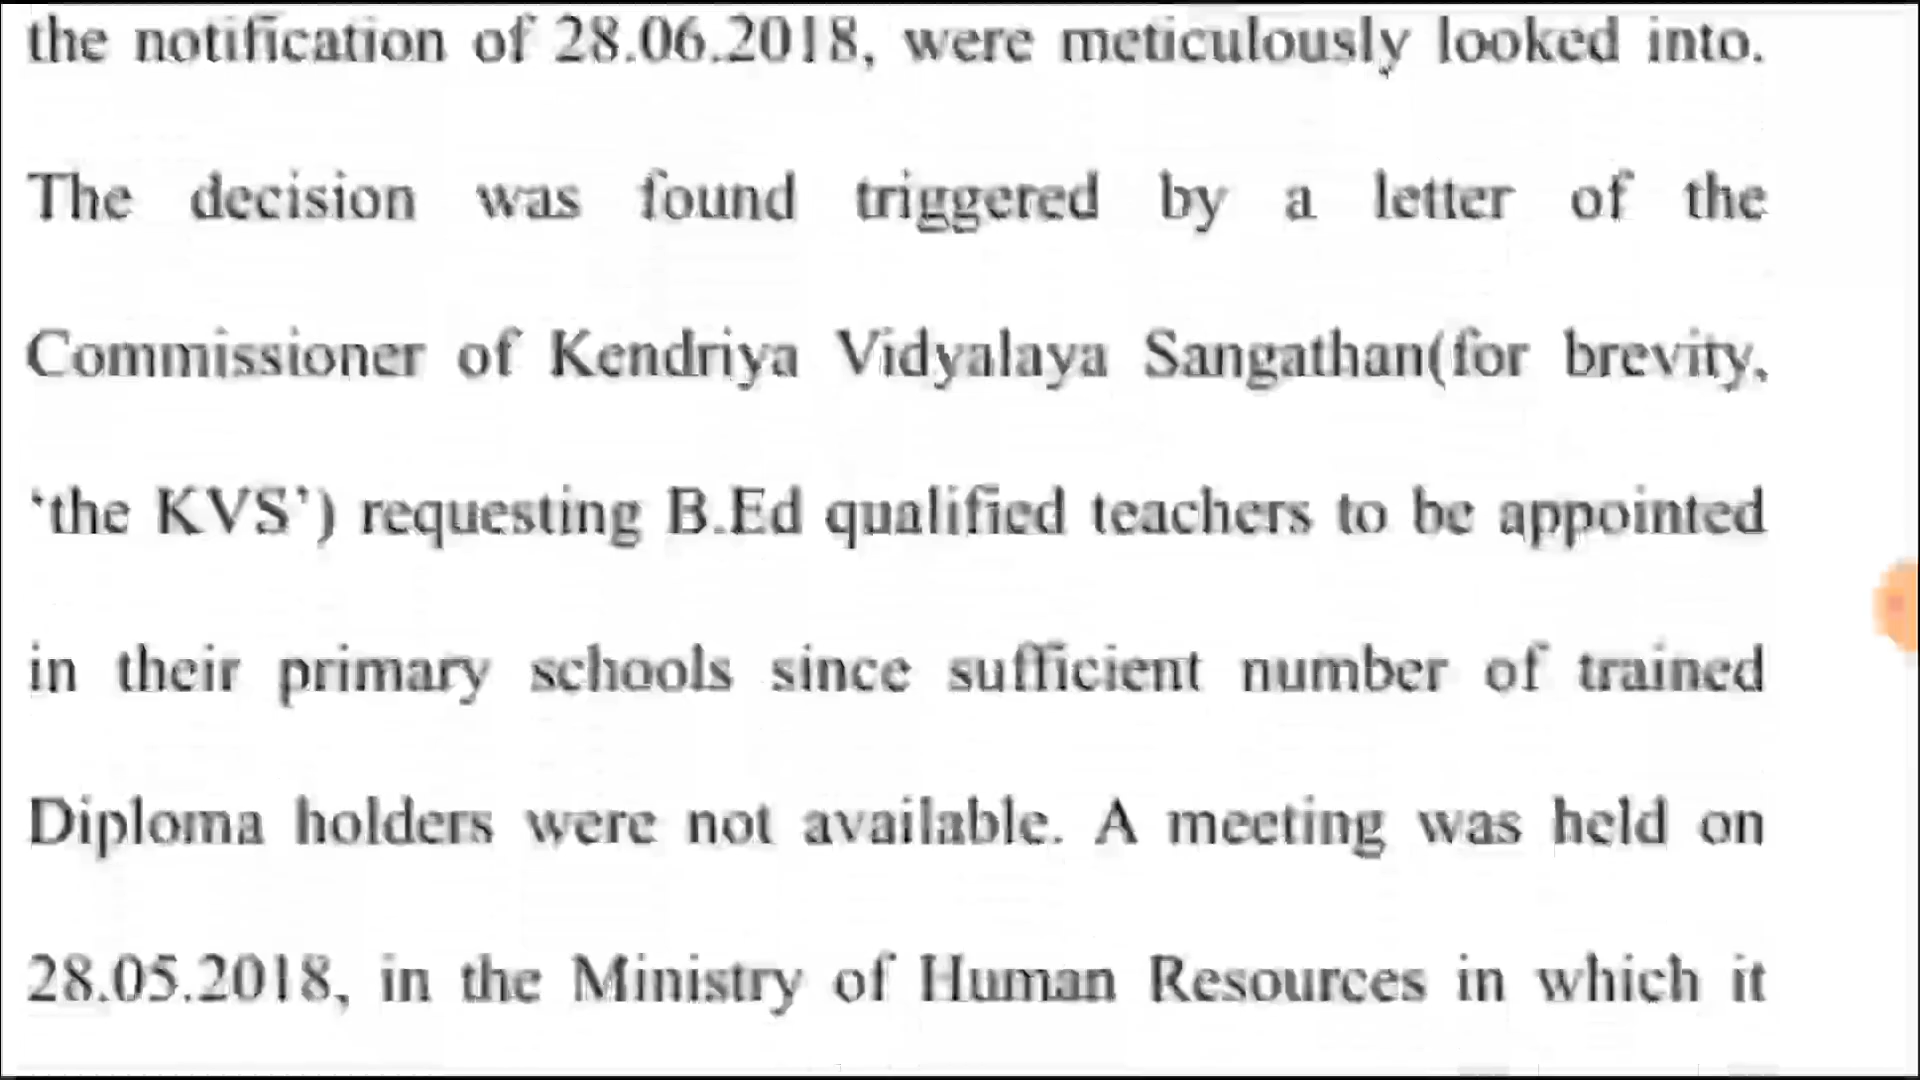 the notification of 28.06.2018, were meticulously looked into.
The decision was found triggered by a letter of the
Commissioner of Kendriya Vidyalaya Sangathan(for brevity,
‘the KVS’) requesting B.Ed qualified teachers to be appointed
in their primary schools since sufficient number of trained
Diploma holders were not available. A meeting was held on
28.05.2018, in the Ministry of Human Resources in which it